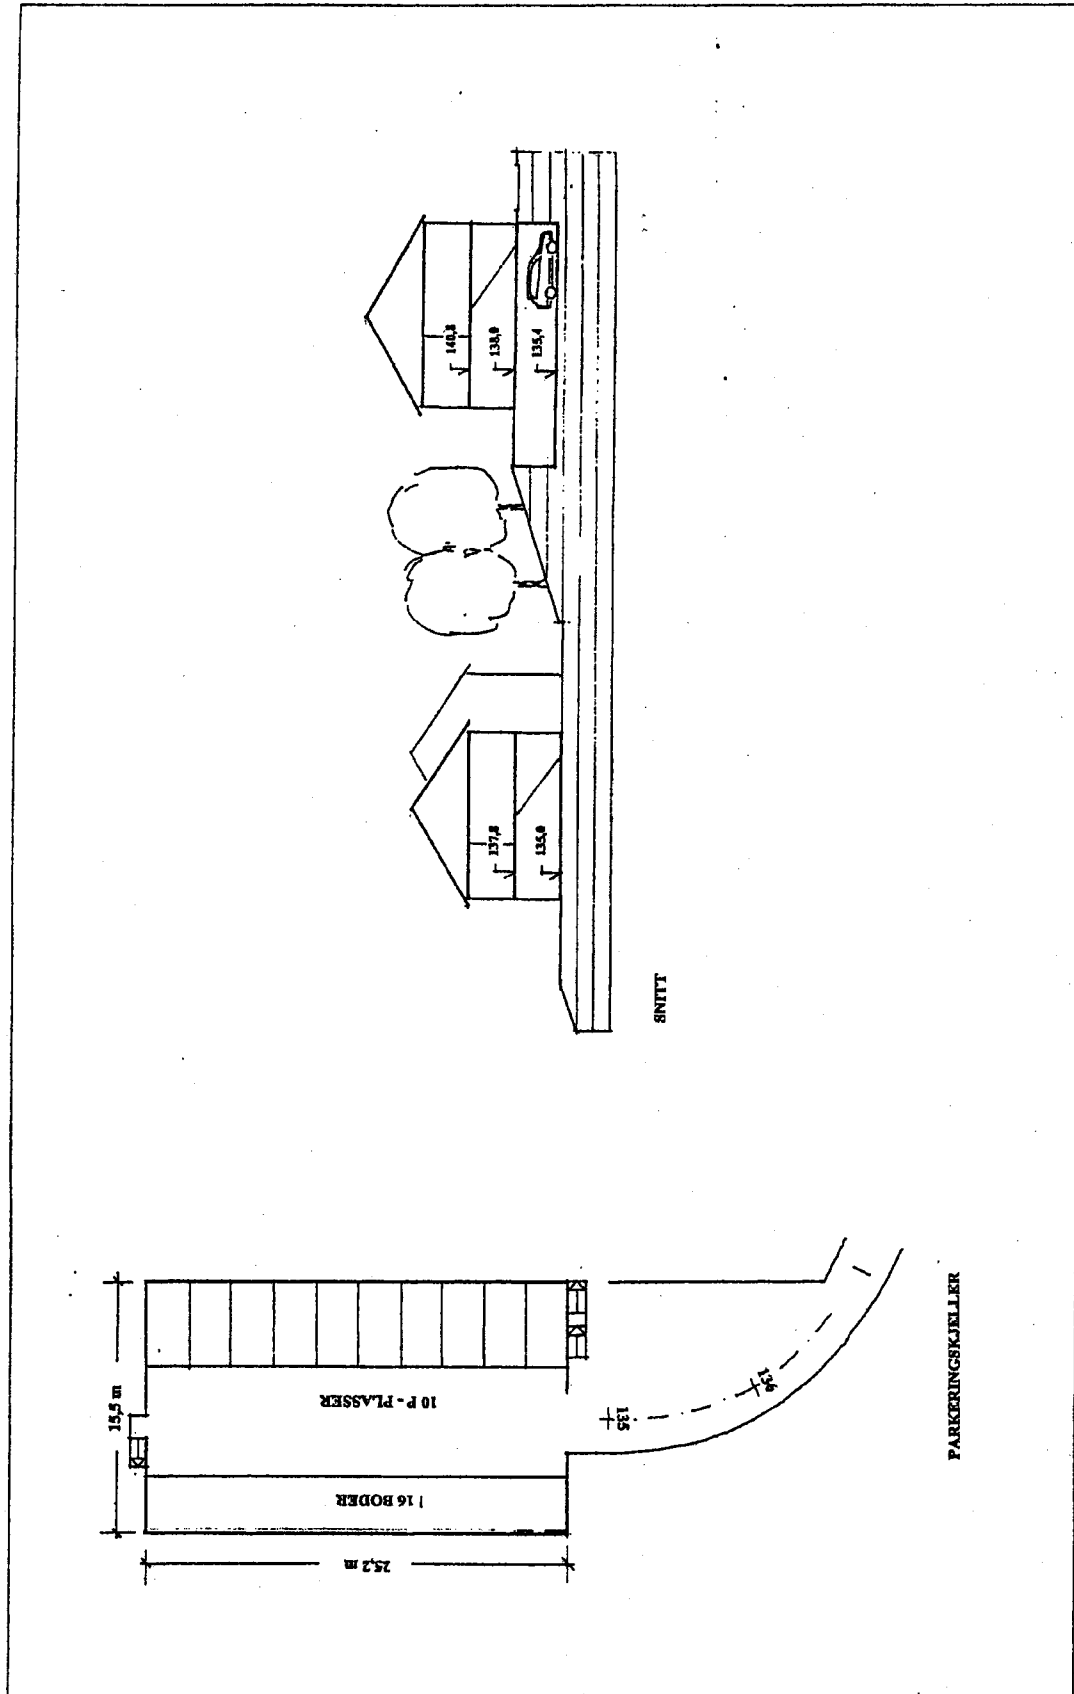 140,8
138,0
135,4
137,8
135,0
SNITT
15,5 m
10 P - PLASSER
16 BODER
25,2 m
135
136
PARKERINGSKJELLER